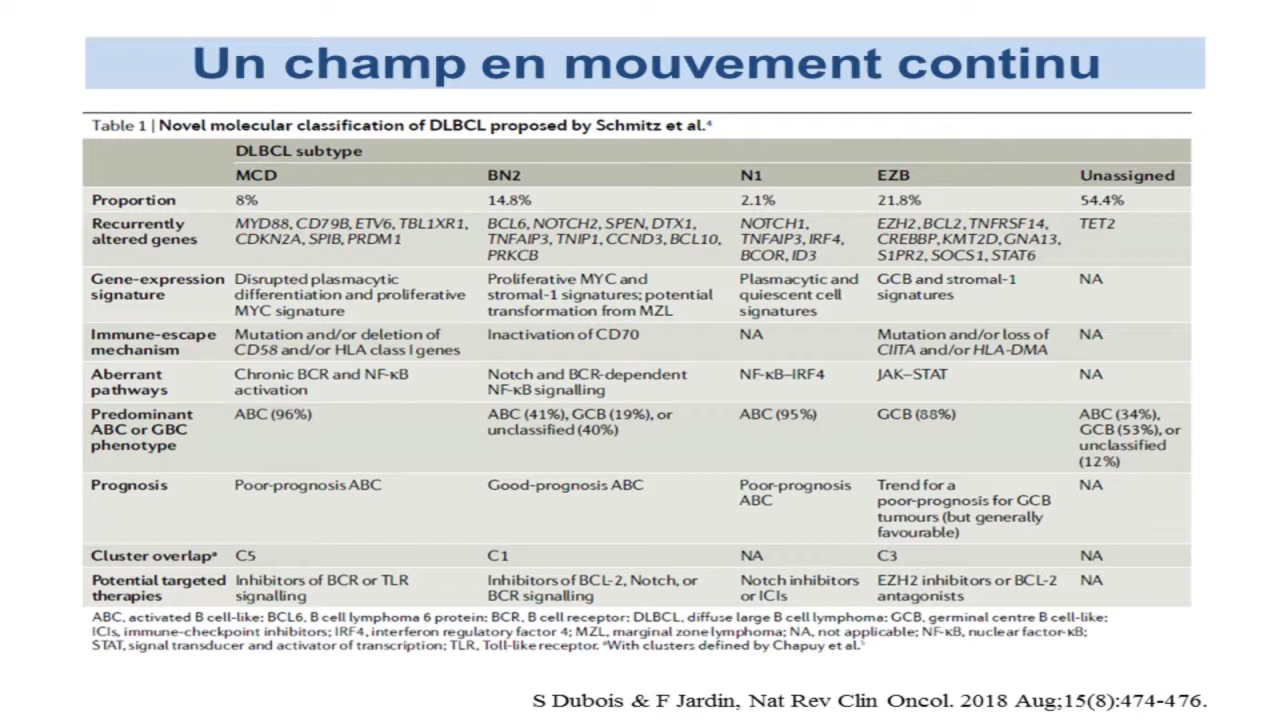 Un champ en mouvement continu
Table 1 | Novel molecular classification of DLBCL proposed by Schmitz et al.⁴
DLBCL subtype
MCD BN2 N1 EZB Unassigned
Proportion 8% 14.8% 2.1% 21.8% 54.4%
Recurrently MYD88, CD79B, ETV6, TBL1XR1, BCL6, NOTCH2, SPEN, DTX1, NOTCH1, EZH2, BCL2, TNFRSF14, TET2
altered genes CDKN2A, SPIB, PRDM1 TNFAIP3, TNIP1, CCND3, BCL10, TNFAIP3, IRF4, CREBBP, KMT2D, GNA13,
PRKCB BCOR, ID3 S1PR2, SOCS1, STAT6
Gene-expression Disrupted plasmacytic Proliferative MYC and Plasmacytic and GCB and stromal-1 NA
signature differentiation and proliferative stromal-1 signatures; potential quiescent cell signatures
MYC signature transformation from MZL signatures
Immune-escape Mutation and/or deletion of Inactivation of CD70 NA Mutation and/or loss of NA
mechanism CD58 and/or HLA class I genes CIITA and/or HLA-DMA
Aberrant Chronic BCR and NF-κB Notch and BCR-dependent NF-κB–IRF4 JAK–STAT NA
pathways activation NF-κB signalling
Predominant ABC (96%) ABC (41%), GCB (19%), or ABC (95%) GCB (88%) ABC (34%),
ABC or GBC unclassified (40%) GCB (53%), or
phenotype unclassified
(12%)
Prognosis Poor-prognosis ABC Good-prognosis ABC Poor-prognosis Trend for a NA
ABC poor-prognosis for GCB
tumours (but generally
favourable)
Cluster overlapᵃ C5 C1 NA C3 NA
Potential targeted Inhibitors of BCR or TLR Inhibitors of BCL-2, Notch, or Notch inhibitors EZH2 inhibitors or BCL-2 NA
therapies signalling BCR signalling or ICIs antagonists
ABC, activated B cell-like; BCL6, B cell lymphoma 6 protein; BCR, B cell receptor; DLBCL, diffuse large B cell lymphoma; GCB, germinal centre B cell-like;
ICIs, immune-checkpoint inhibitors; IRF4, interferon regulatory factor 4; MZL, marginal zone lymphoma; NA, not applicable; NF-κB, nuclear factor-κB;
STAT, signal transducer and activator of transcription; TLR, Toll-like receptor. ᵃWith clusters defined by Chapuy et al.⁵
S Dubois & F Jardin, Nat Rev Clin Oncol. 2018 Aug;15(8):474-476.